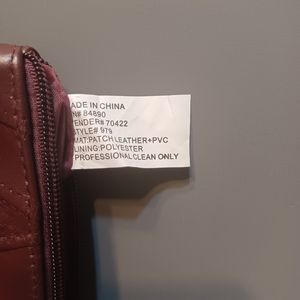 ADE IN CHINA
N# 84890
ENDER# 70422
STYLE# 979
MAT:PATCH LEATHER+PVC
LINING:POLYESTER
PROFESSIONAL CLEAN ONLY